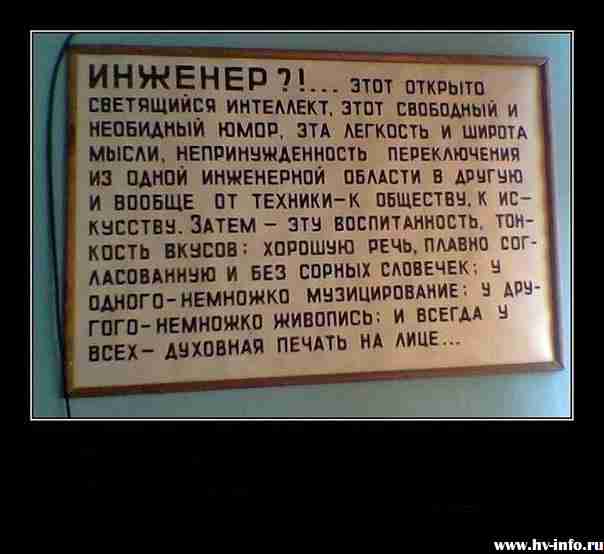 ИНЖЕНЕР?!... ЭТОТ ОТКРЫТО
СВЕТЯЩИЙСЯ ИНТЕЛЛЕКТ, ЭТОТ СВОБОДНЫЙ И
НЕОБИДНЫЙ ЮМОР, ЭТА ЛЕГКОСТЬ И ШИРОТА
МЫСЛИ, НЕПРИНУЖДЕННОСТЬ ПЕРЕКЛЮЧЕНИЯ
ИЗ ОДНОЙ ИНЖЕНЕРНОЙ ОБЛАСТИ В ДРУГУЮ
И ВООБЩЕ ОТ ТЕХНИКИ-К ОБЩЕСТВУ, К ИС-
КУССТВУ. ЗАТЕМ - ЭТУ ВОСПИТАННОСТЬ, ТОН-
КОСТЬ ВКУСОВ: ХОРОШУЮ РЕЧЬ, ПЛАВНО СОГ-
ЛАСОВАННУЮ И БЕЗ СОРНЫХ СЛОВЕЧЕК; У
ОДНОГО-НЕМНОЖКО МУЗИЦИРОВАНИЕ; У ДРУ-
ГОГО-НЕМНОЖКО ЖИВОПИСЬ; И ВСЕГДА У
ВСЕХ- ДУХОВНАЯ ПЕЧАТЬ НА ЛИЦЕ...
www.hv-info.ru